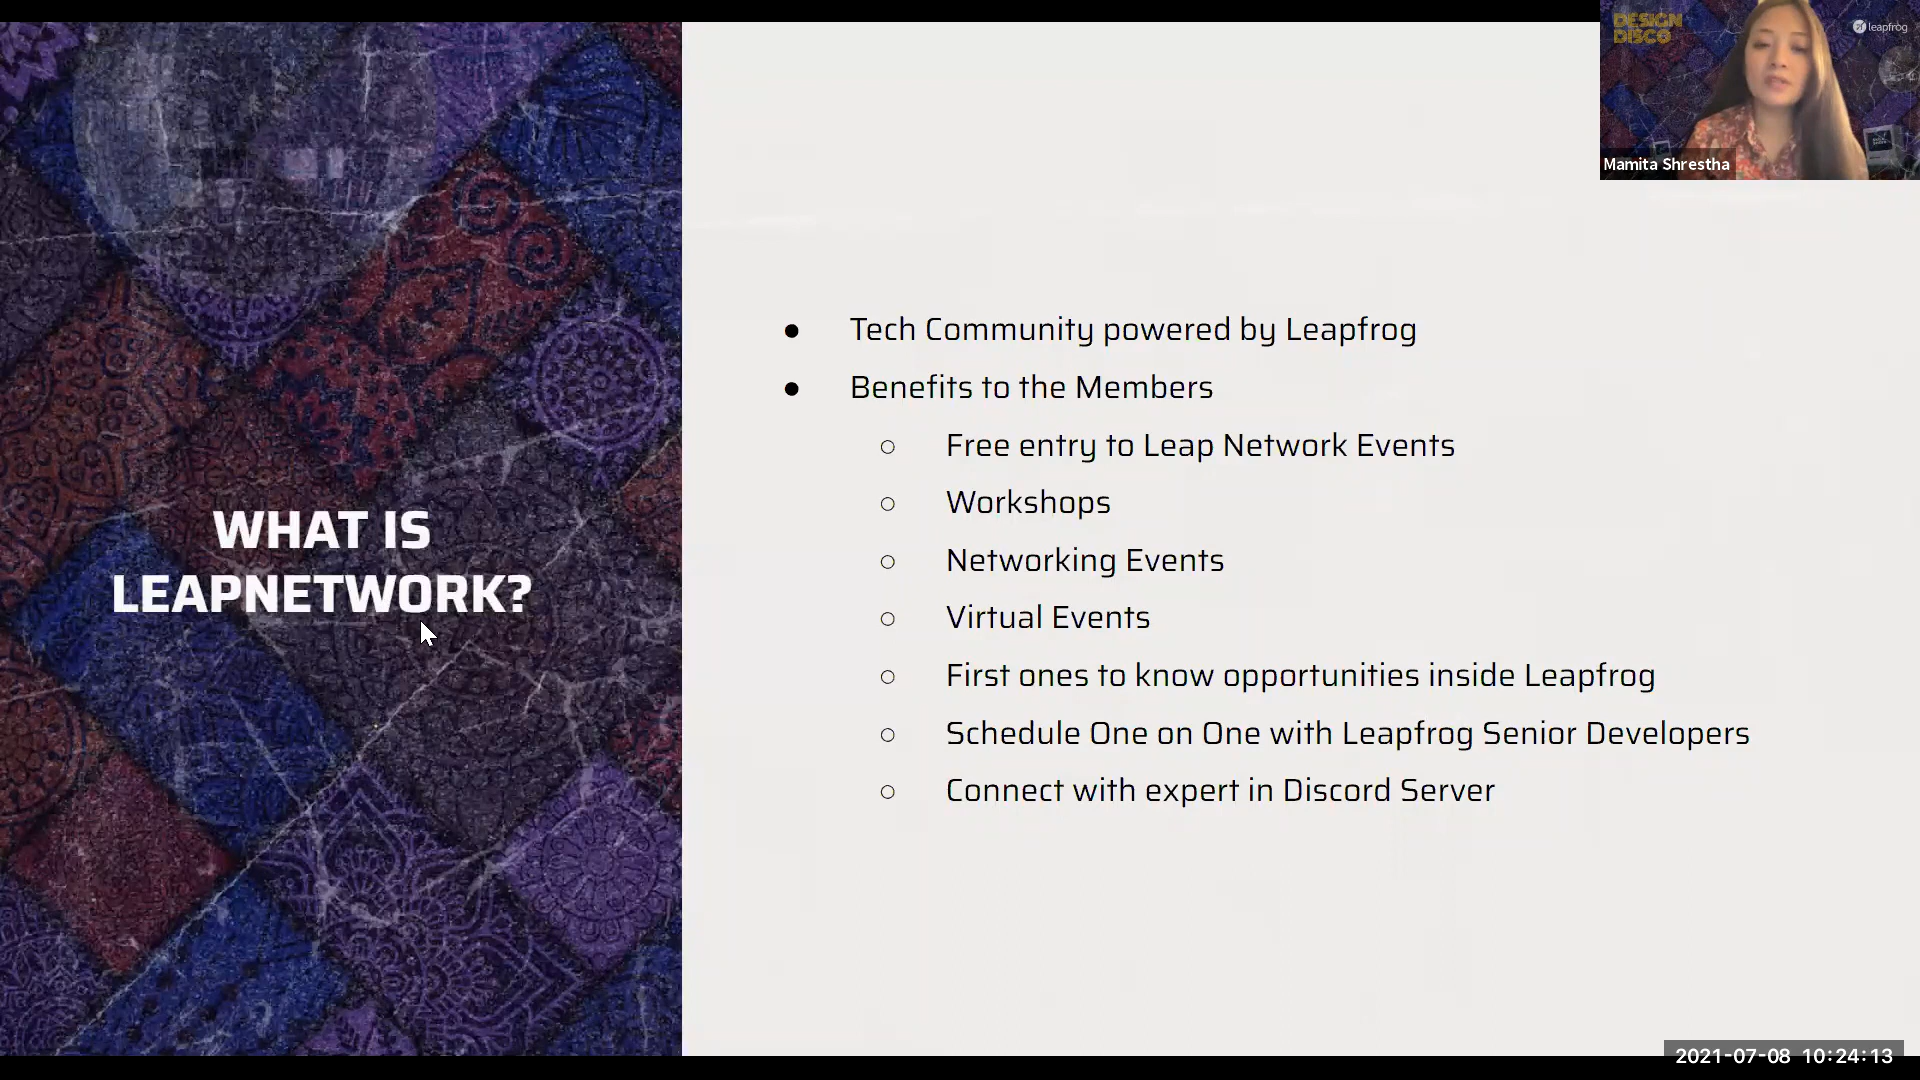 DESIGN
DISCO
leapfrog
Mamita Shrestha
WHAT IS
LEAPNETWORK?
● Tech Community powered by Leapfrog
● Benefits to the Members
○ Free entry to Leap Network Events
○ Workshops
○ Networking Events
○ Virtual Events
○ First ones to know opportunities inside Leapfrog
○ Schedule One on One with Leapfrog Senior Developers
○ Connect with expert in Discord Server
2021-07-08 10:24:13